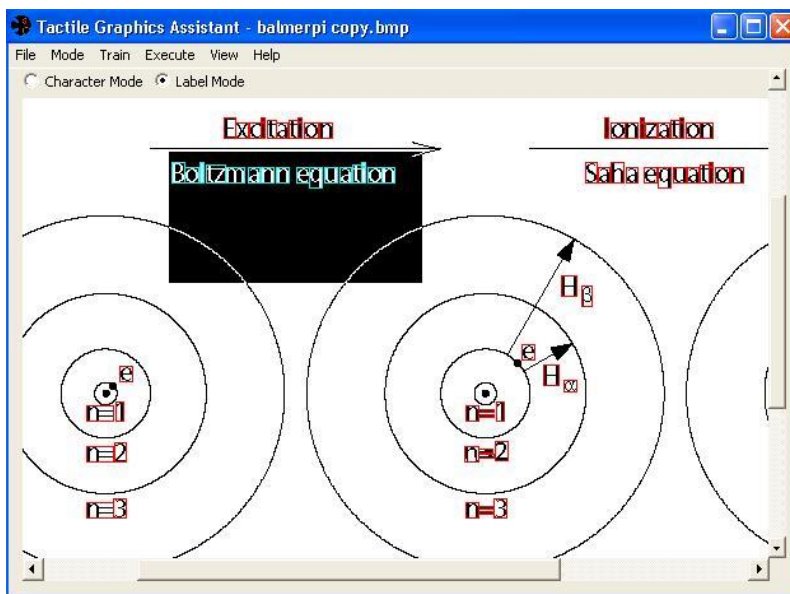 Tactile Graphics Assistant - balmerpi copy.bmp
File Mode Train Execute View Help
Character Mode Label Mode
Excitation Ionization
Boltzmann equation Saha equation
Hβ
e e
Hα
n=1 n=1
n=2 n=2
n=3 n=3